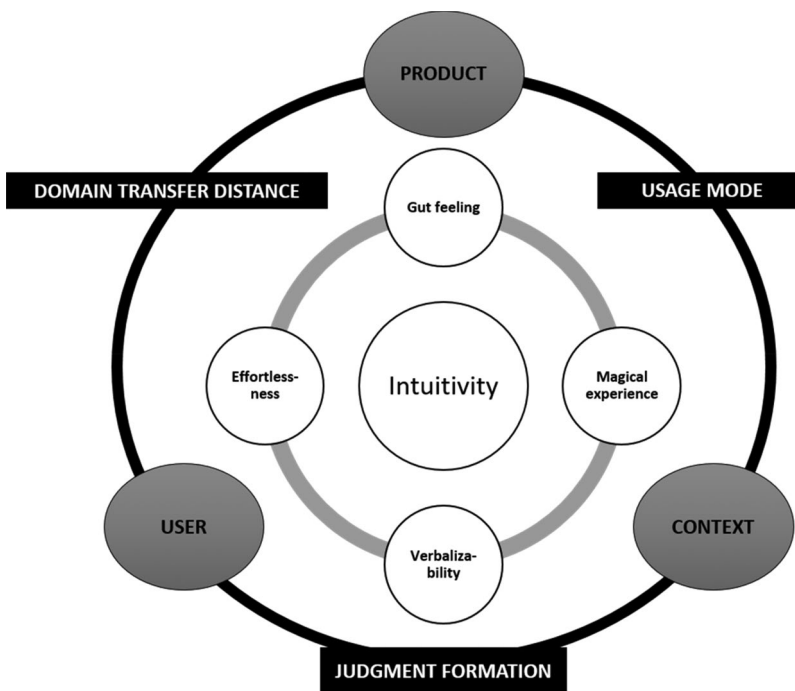 PRODUCT
DOMAIN TRANSFER DISTANCE
USAGE MODE
Gut feeling
Effortless-
ness
Intuitivity
Magical
experience
USER
CONTEXT
Verbaliza-
bility
JUDGMENT FORMATION